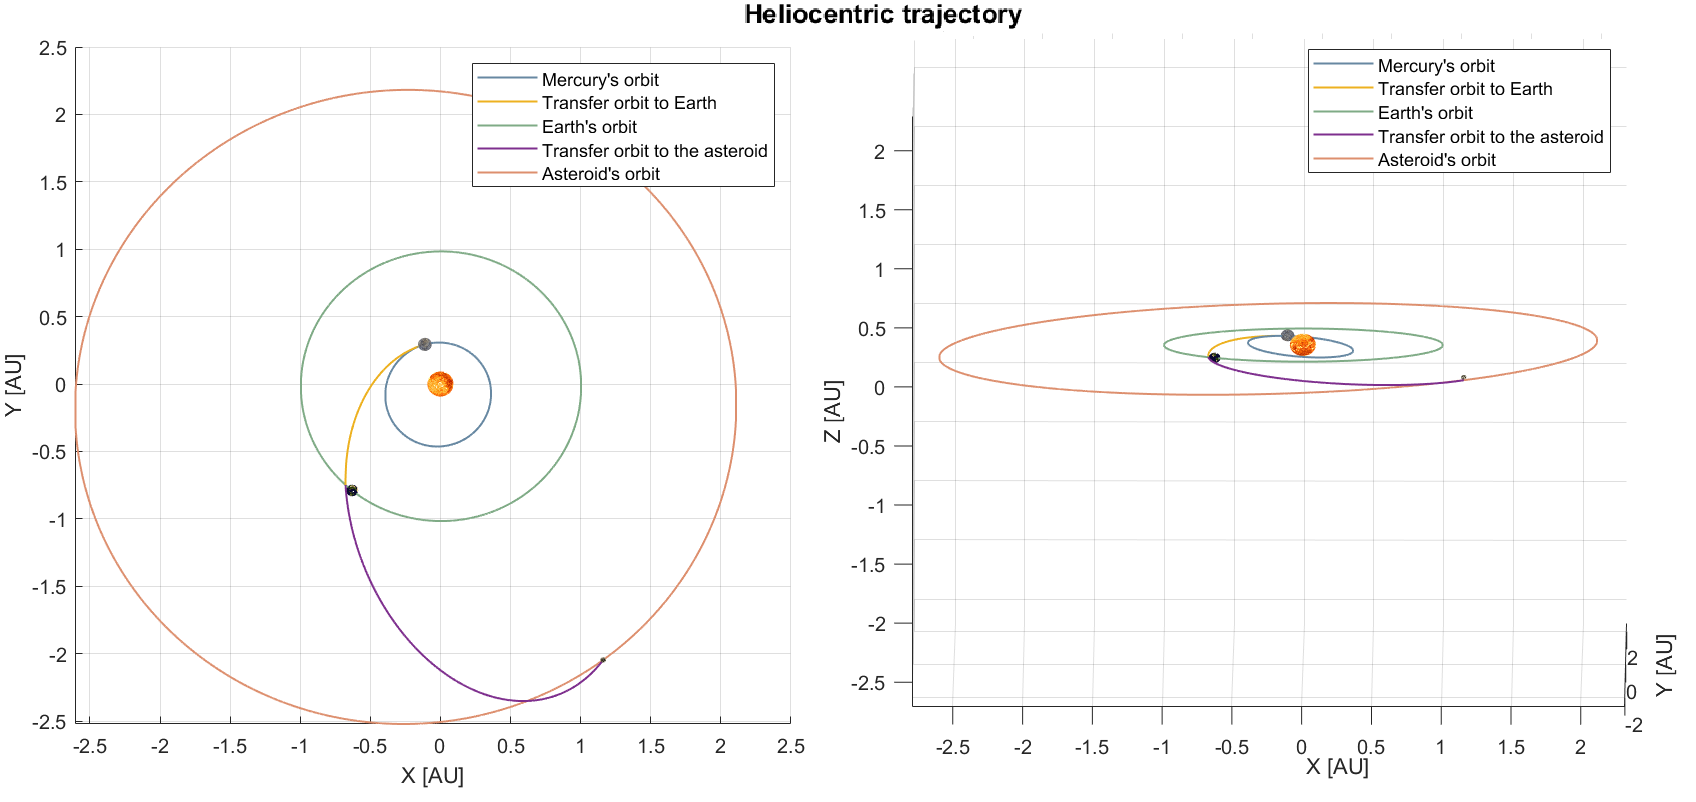 Heliocentric trajectory
Mercury's orbit
Transfer orbit to Earth
Earth's orbit
Transfer orbit to the asteroid
Asteroid's orbit
2.5
2
1.5
1
0.5
0
-0.5
-1
-1.5
-2
-2.5
Y [AU]
-2.5 -2 -1.5 -1 -0.5 0 0.5 1 1.5 2 2.5
X [AU]
Mercury's orbit
Transfer orbit to Earth
Earth's orbit
Transfer orbit to the asteroid
Asteroid's orbit
2
1.5
1
0.5
0
-0.5
-1
-1.5
-2
-2.5
Z [AU]
2
0
-2
Y [AU]
-2.5 -2 -1.5 -1 -0.5 0 0.5 1 1.5 2
X [AU]